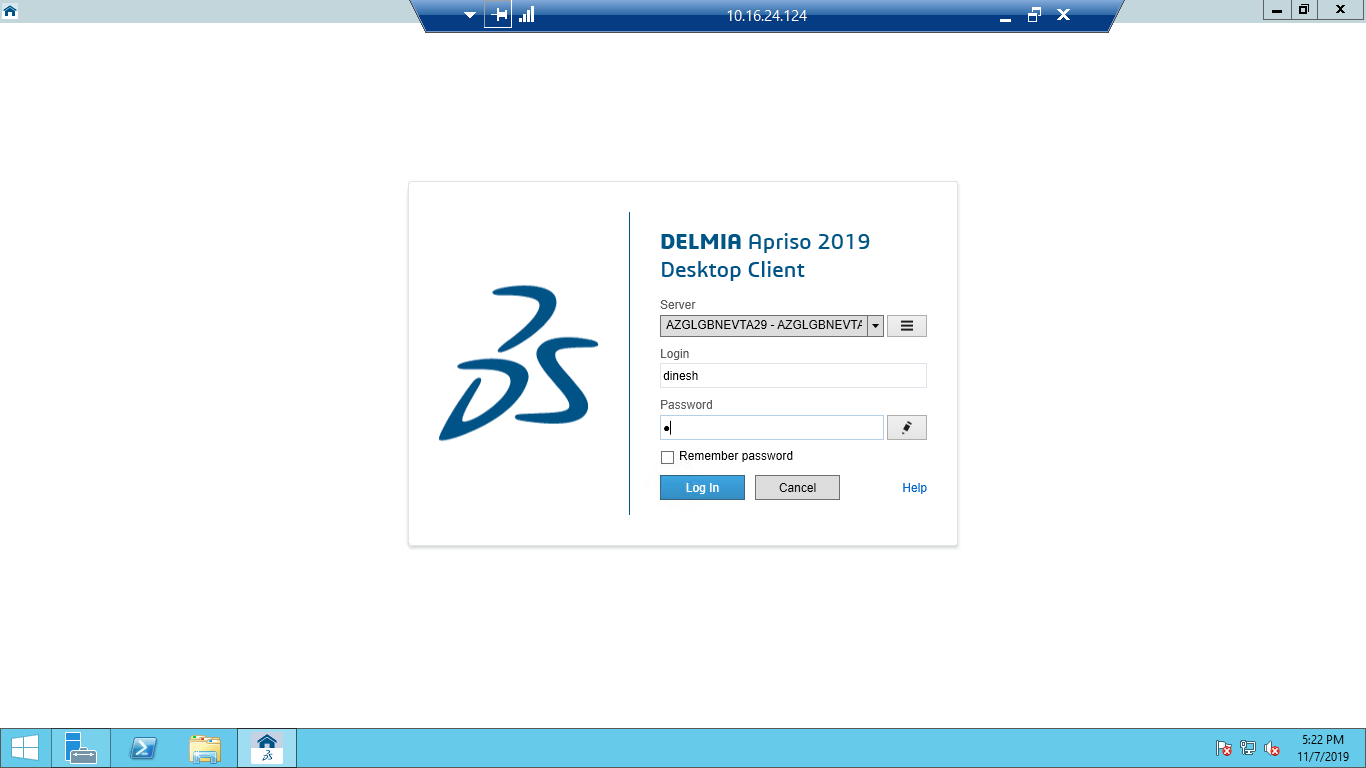 10.16.24.124
DELMIA Apriso 2019
Desktop Client
Server
AZGLGBNEVTA29 - AZGLGBNEVTA
Login
dinesh
Password
Remember password
Log In
Cancel
Help
5:22 PM
11/7/2019